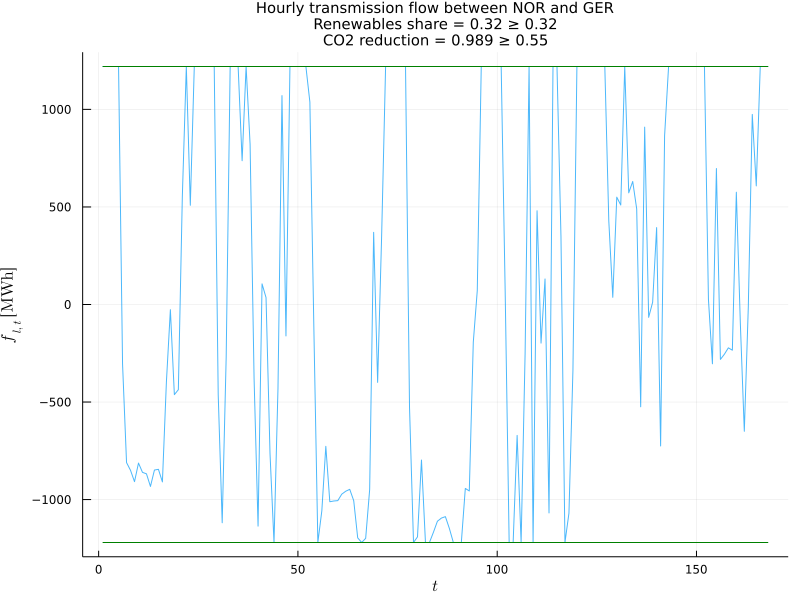 Hourly transmission flow between NOR and GER
Renewables share = 0.32 ≥ 0.32
CO2 reduction = 0.989 ≥ 0.55
1000
500
0
−500
−1000
f l,t [MWh]
0 50 100 150
t